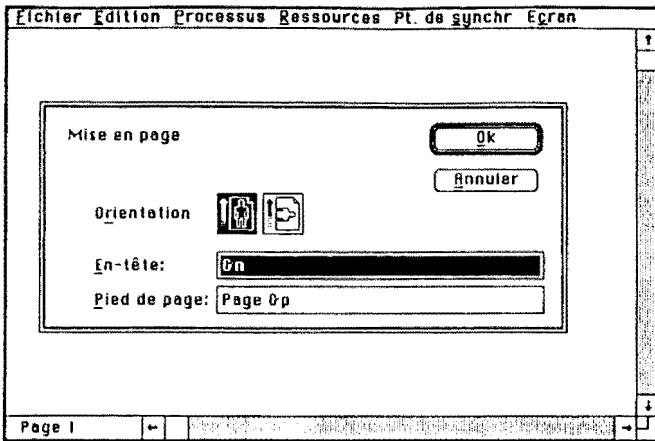 Fichier Edition Processus Ressources Pt. de synchr Ecran
Mise en page
Ok
Annuler
Orientation
En-tête: &n
Pied de page: Page &p
Page 1